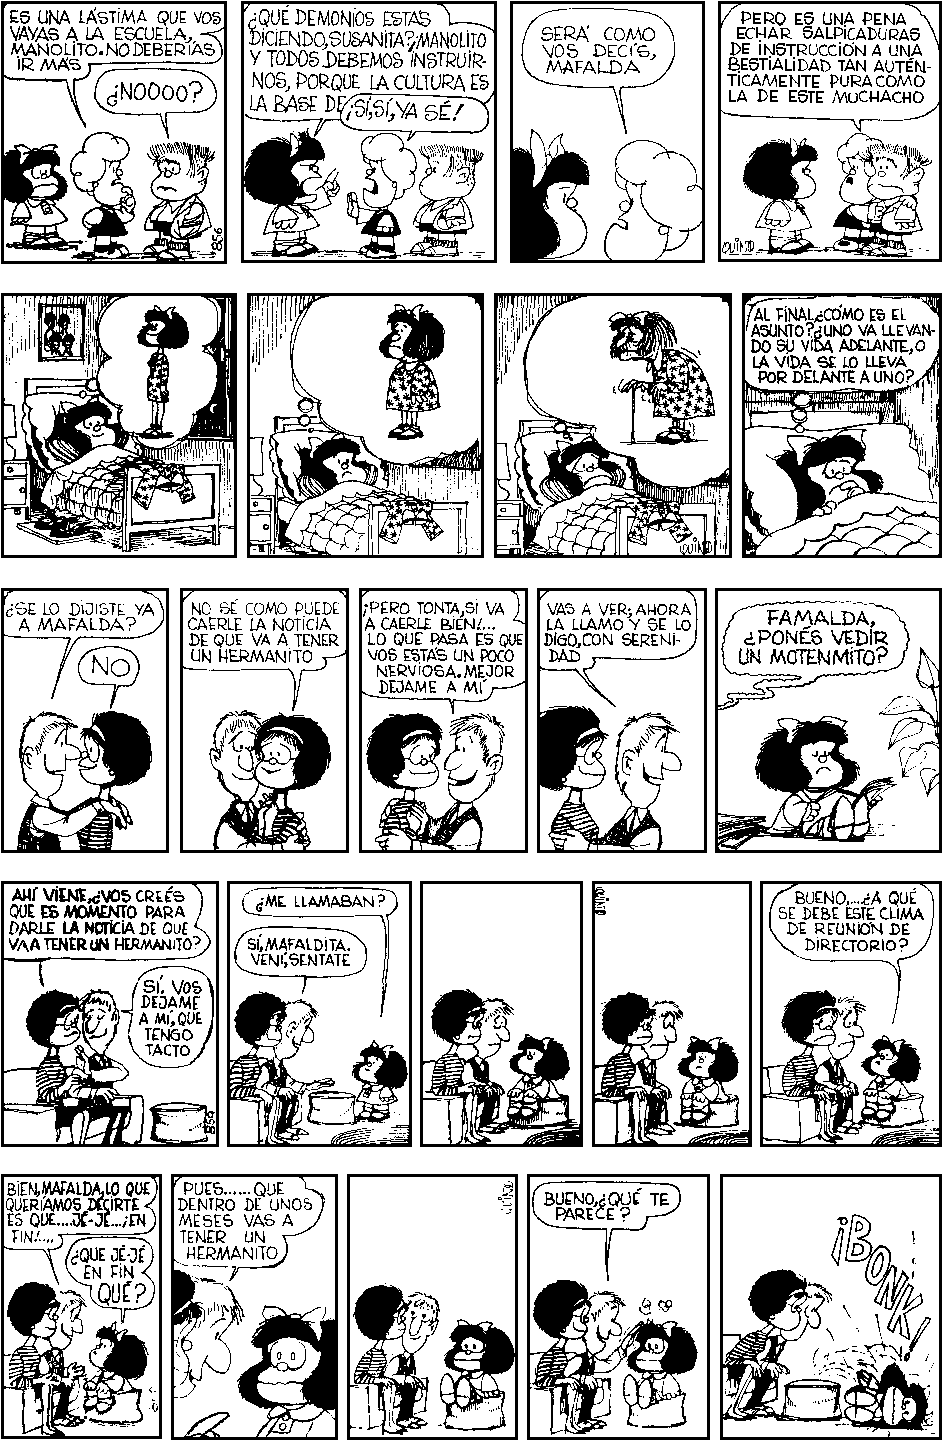 ES UNA LÁSTIMA QUE VOS
VAYAS A LA ESCUELA,
MANOLITO. NO DEBERÍAS
IR MÁS
¿NOOOO?
856
¿QUÉ DEMONIOS ESTÁS
DICIENDO, SUSANITA? ¡MANOLITO
Y TODOS DEBEMOS INSTRUIR-
NOS, PORQUE LA CULTURA ES
LA BASE DE
¡SÍ, SÍ, YA SÉ!
SERÁ COMO
VOS DECÍS,
MAFALDA
PERO ES UNA PENA
ECHAR SALPICADURAS
DE INSTRUCCIÓN A UNA
BESTIALIDAD TAN AUTÉN-
TICAMENTE PURA COMO
LA DE ESTE MUCHACHO
QUINO
QUINO
AL FINAL, ¿CÓMO ES EL
ASUNTO? ¿UNO VA LLEVAN-
DO SU VIDA ADELANTE, O
LA VIDA SE LO LLEVA
POR DELANTE A UNO?
¿SE LO DIJISTE YA
A MAFALDA?
NO
NO SÉ COMO PUEDE
CAERLE LA NOTICIA
DE QUE VA A TENER
UN HERMANITO
¡PERO TONTA, SI VA
A CAERLE BIEN!...
LO QUE PASA ES QUE
VOS ESTÁS UN POCO
NERVIOSA. MEJOR
DEJAME A MÍ
VAS A VER; AHORA
LA LLAMO Y SE LO
DIGO, CON SERENI-
DAD
FAMALDA,
¿PONÉS VEDIR
UN MOTENMITO?
AHÍ VIENE, ¿VOS CREÉS
QUE ES MOMENTO PARA
DARLE LA NOTICIA DE QUE
VA A TENER UN HERMANITO?
SÍ. VOS
DEJAME
A MÍ, QUE
TENGO
TACTO
859
¿ME LLAMABAN?
SÍ, MAFALDITA.
VENÍ, SENTATE
QUINO
BUENO,...¿A QUÉ
SE DEBE ESTE CLIMA
DE REUNIÓN DE
DIRECTORIO?
BIEN, MAFALDA, LO QUE
QUERÍAMOS DECIRTE
ES QUE....JÉ-JÉ...¡EN
FIN!...
¿QUE JÉ-JÉ
EN FIN
QUÉ?
PUES...... QUE
DENTRO DE UNOS
MESES VAS A
TENER UN
HERMANITO
QUINO
BUENO, ¿QUÉ TE
PARECE?
¡BONK!